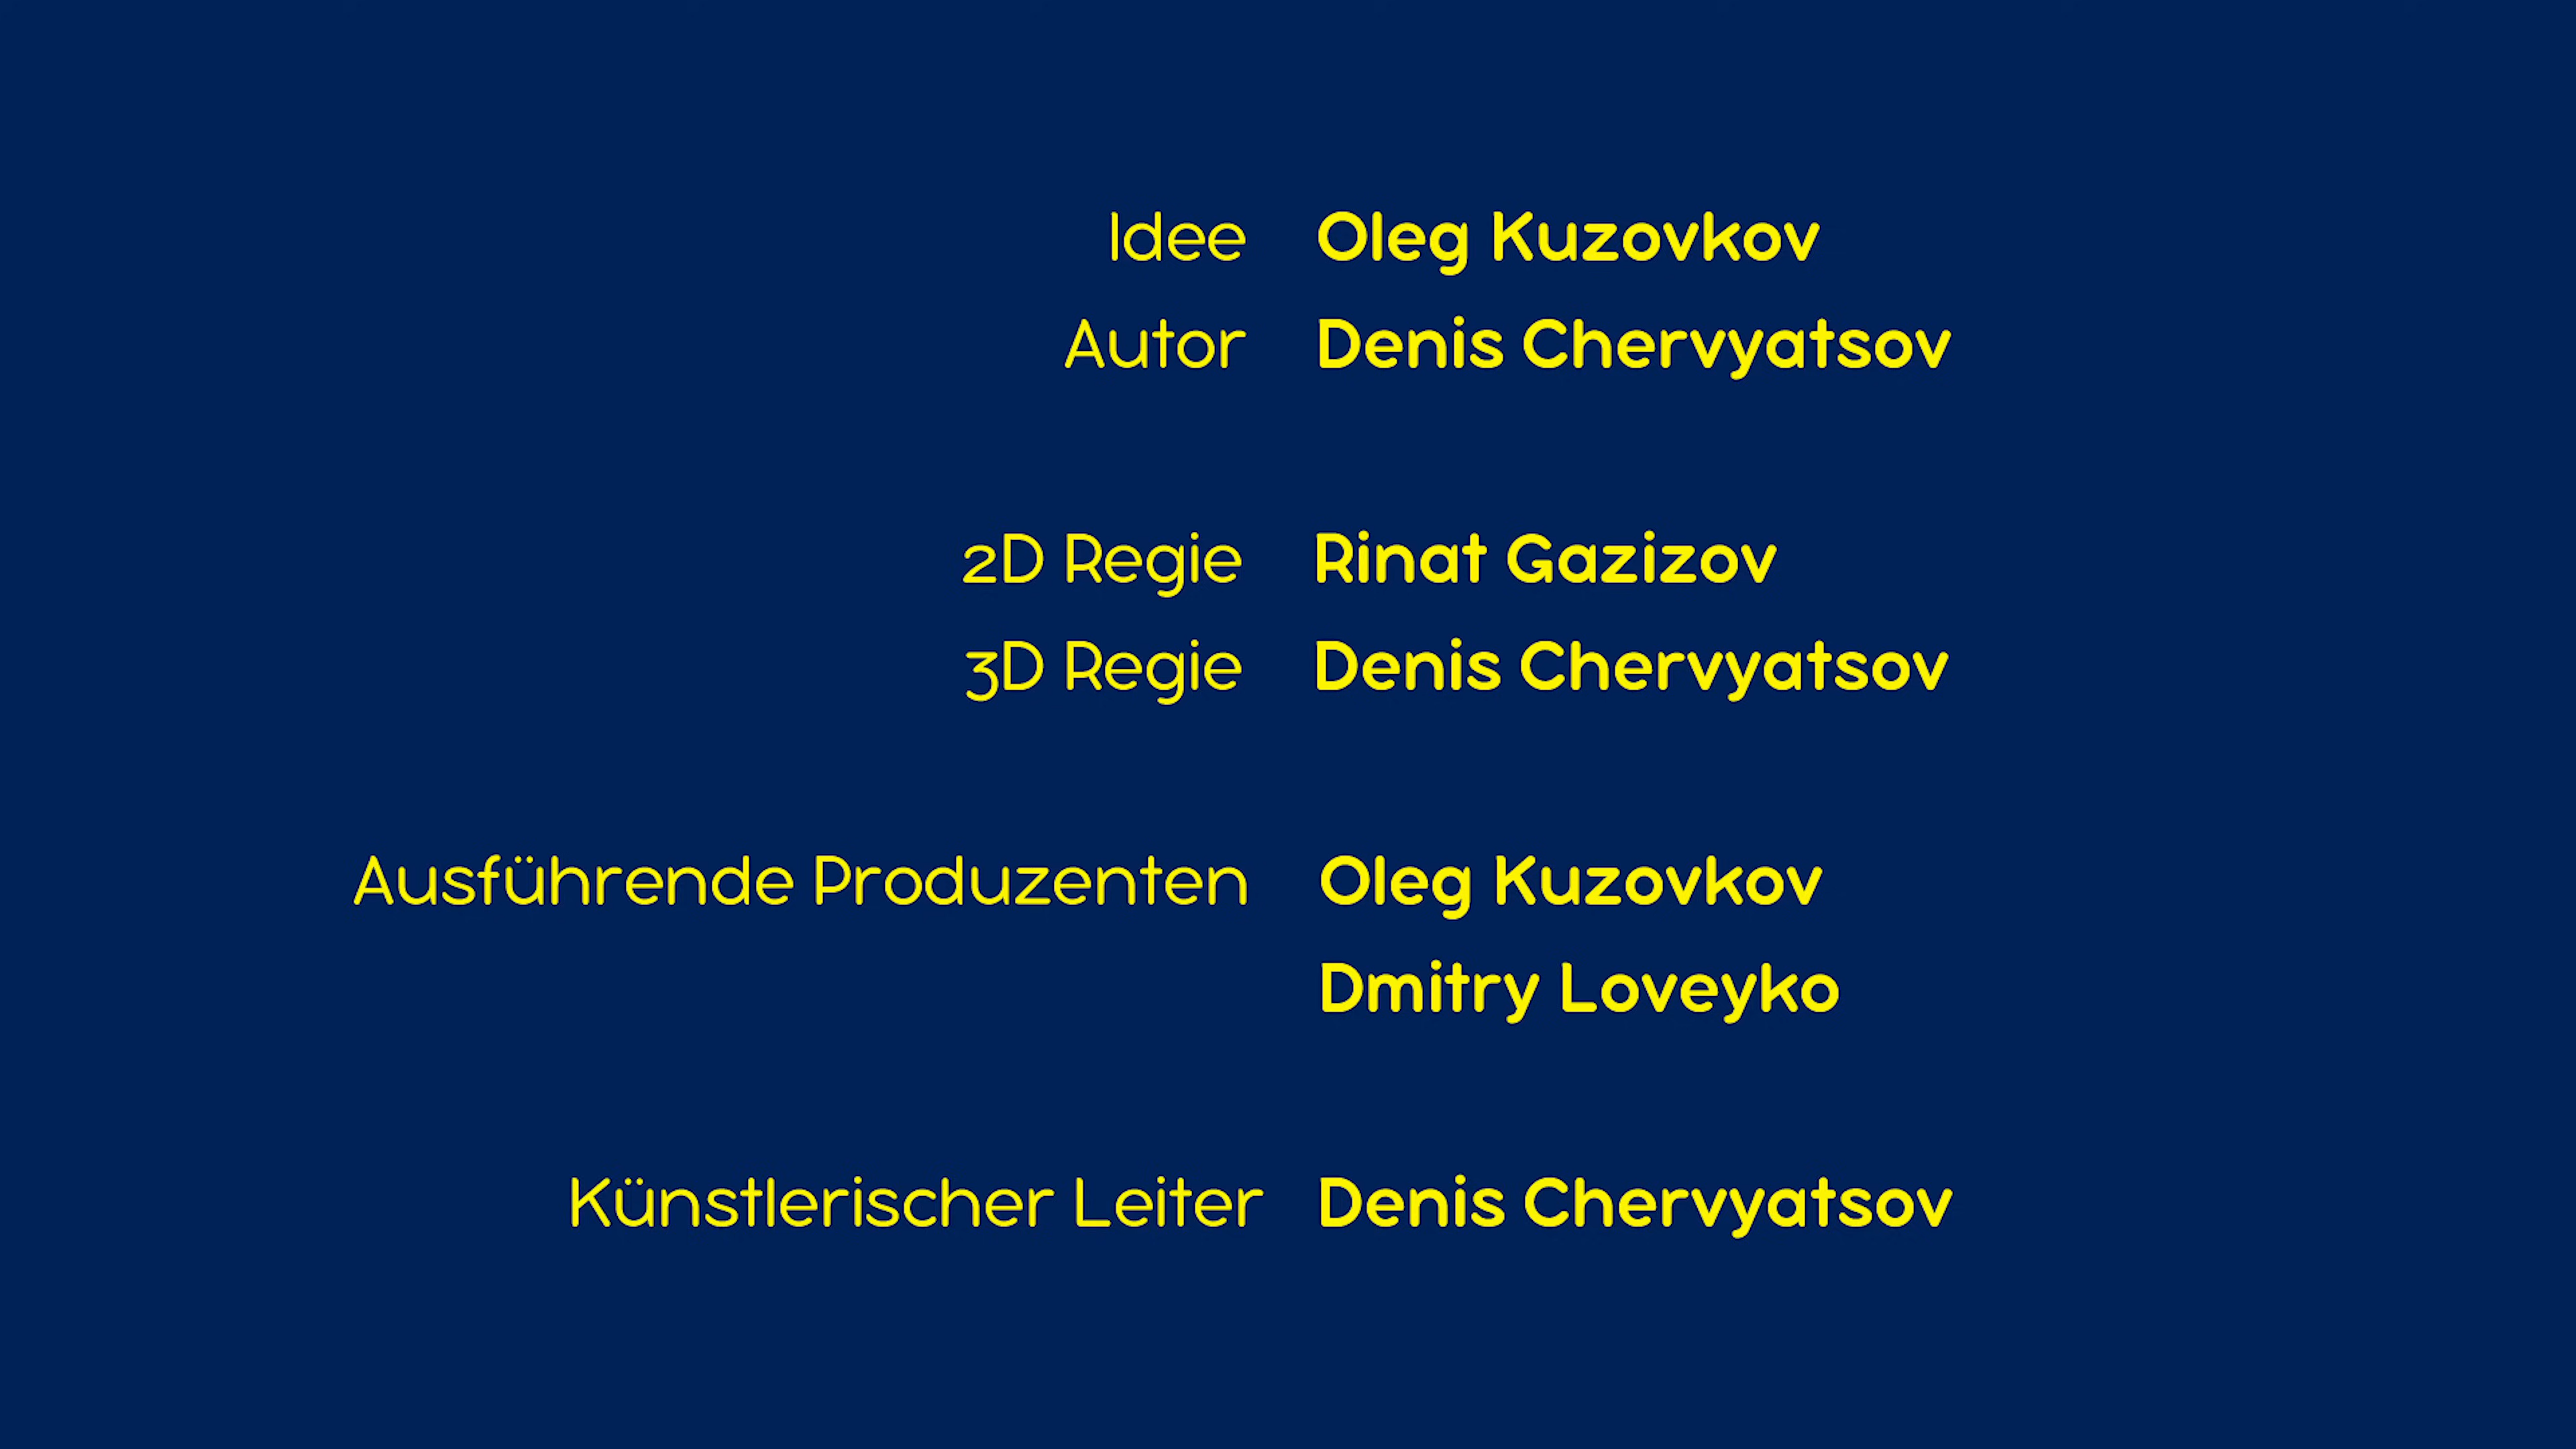 Idee Oleg Kuzovkov
Autor Denis Chervyatsov
2D Regie Rinat Gazizov
3D Regie Denis Chervyatsov
Ausführende Produzenten Oleg Kuzovkov
Dmitry Loveyko
Künstlerischer Leiter Denis Chervyatsov